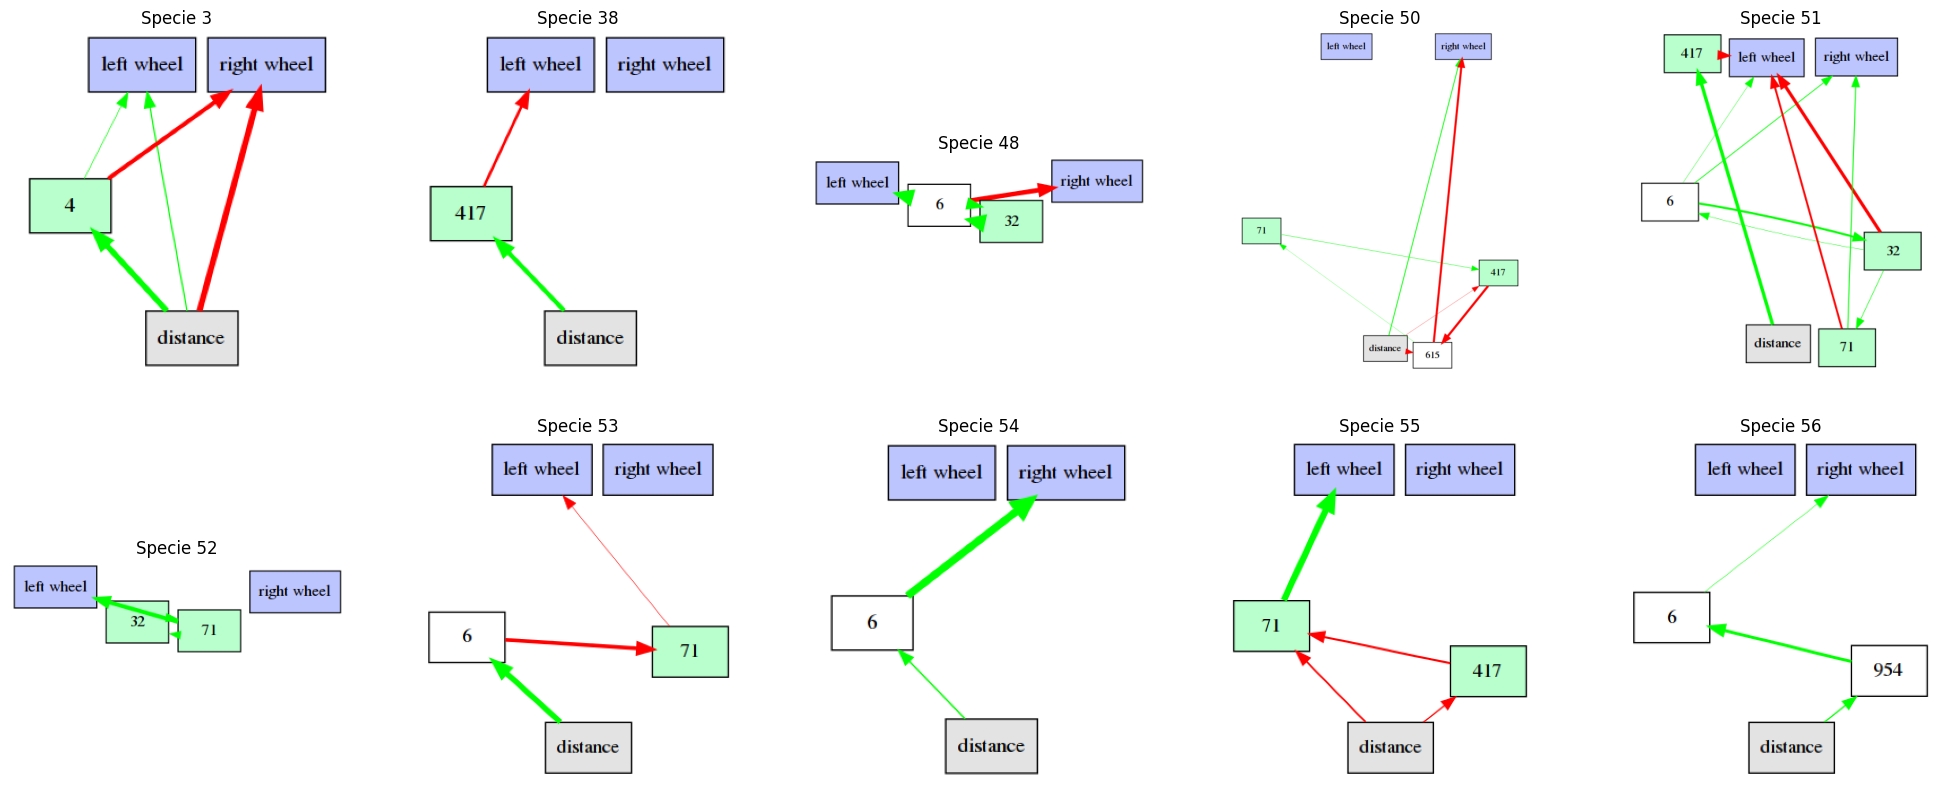 Specie 3
left wheel
right wheel
4
distance
Specie 38
left wheel
right wheel
417
distance
Specie 48
left wheel
6
32
right wheel
Specie 50
left wheel
right wheel
71
417
distance
615
Specie 51
417
left wheel
right wheel
6
32
distance
71
Specie 52
left wheel
32
71
right wheel
Specie 53
left wheel
right wheel
6
71
distance
Specie 54
left wheel
right wheel
6
distance
Specie 55
left wheel
right wheel
71
417
distance
Specie 56
left wheel
right wheel
6
954
distance